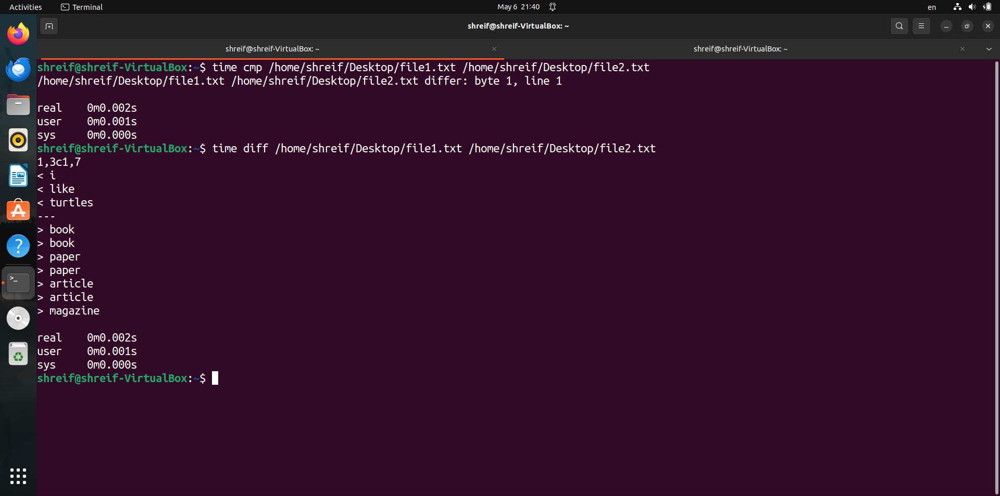 Activities
Terminal
May 6 21:40
en
shreif@shreif-VirtualBox: ~
shreif@shreif-VirtualBox: ~
shreif@shreif-VirtualBox: ~
shreif@shreif-VirtualBox:~$ time cmp /home/shreif/Desktop/file1.txt /home/shreif/Desktop/file2.txt
/home/shreif/Desktop/file1.txt /home/shreif/Desktop/file2.txt differ: byte 1, line 1
real 0m0.002s
user 0m0.001s
sys 0m0.000s
shreif@shreif-VirtualBox:~$ time diff /home/shreif/Desktop/file1.txt /home/shreif/Desktop/file2.txt
1,3c1,7
< i
< like
< turtles
---
> book
> book
> paper
> paper
> article
> article
> magazine
real 0m0.002s
user 0m0.001s
sys 0m0.000s
shreif@shreif-VirtualBox:~$